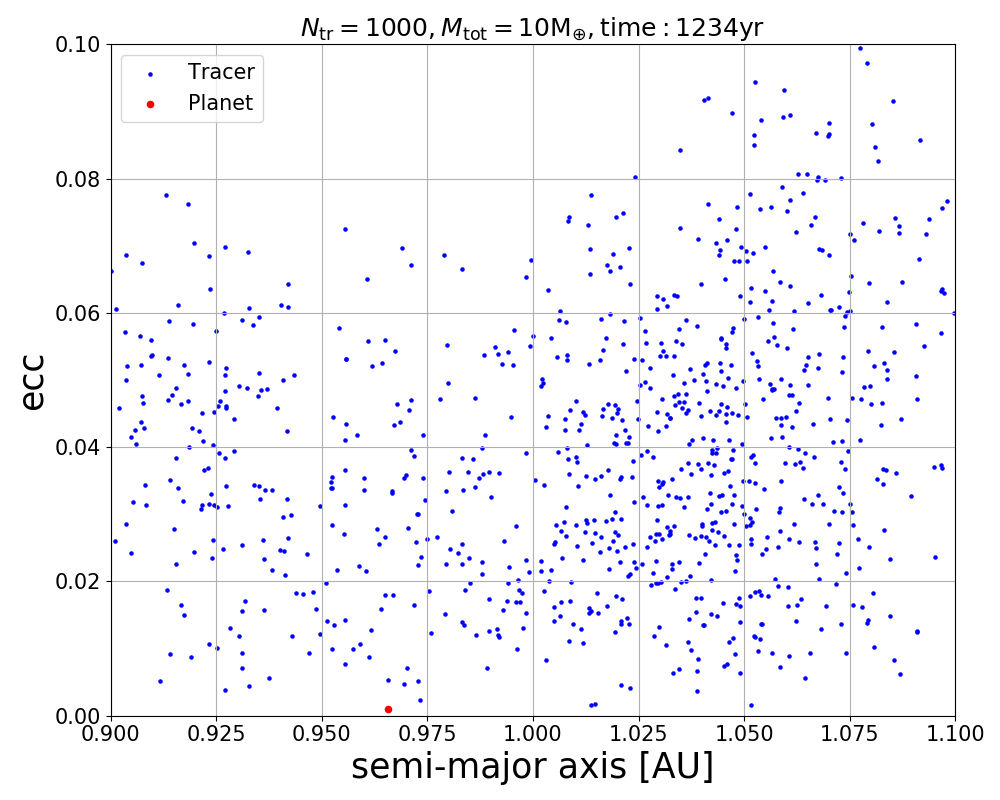 N_tr = 1000, M_tot = 10M_⊕, time : 1234yr
Tracer
Planet
ecc
0.10
0.08
0.06
0.04
0.02
0.00
0.900 0.925 0.950 0.975 1.000 1.025 1.050 1.075 1.100
semi-major axis [AU]